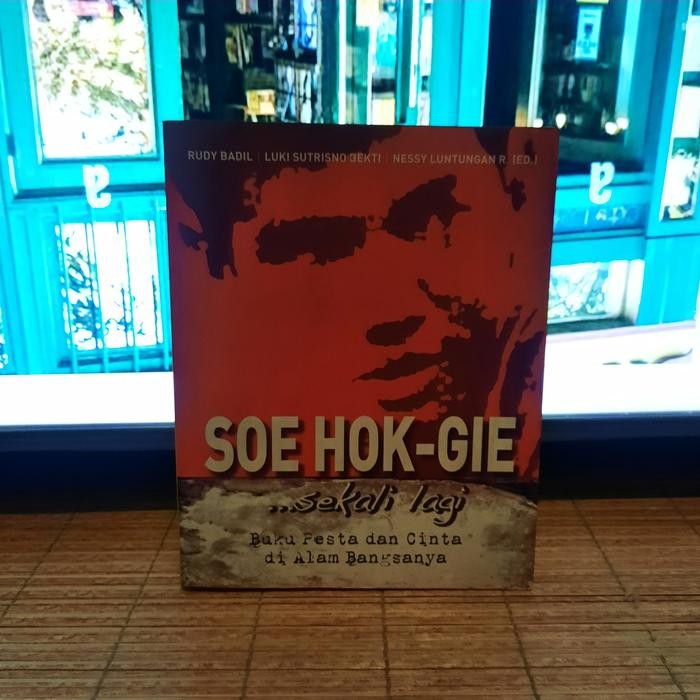 RUDY BADIL | LUKI SUTRISNO BEKTI | NESSY LUNTUNGAN R. (ED.)
SOE HOK-GIE
...sekali lagi
Buku Pesta dan Cinta
di Alam Bangsanya